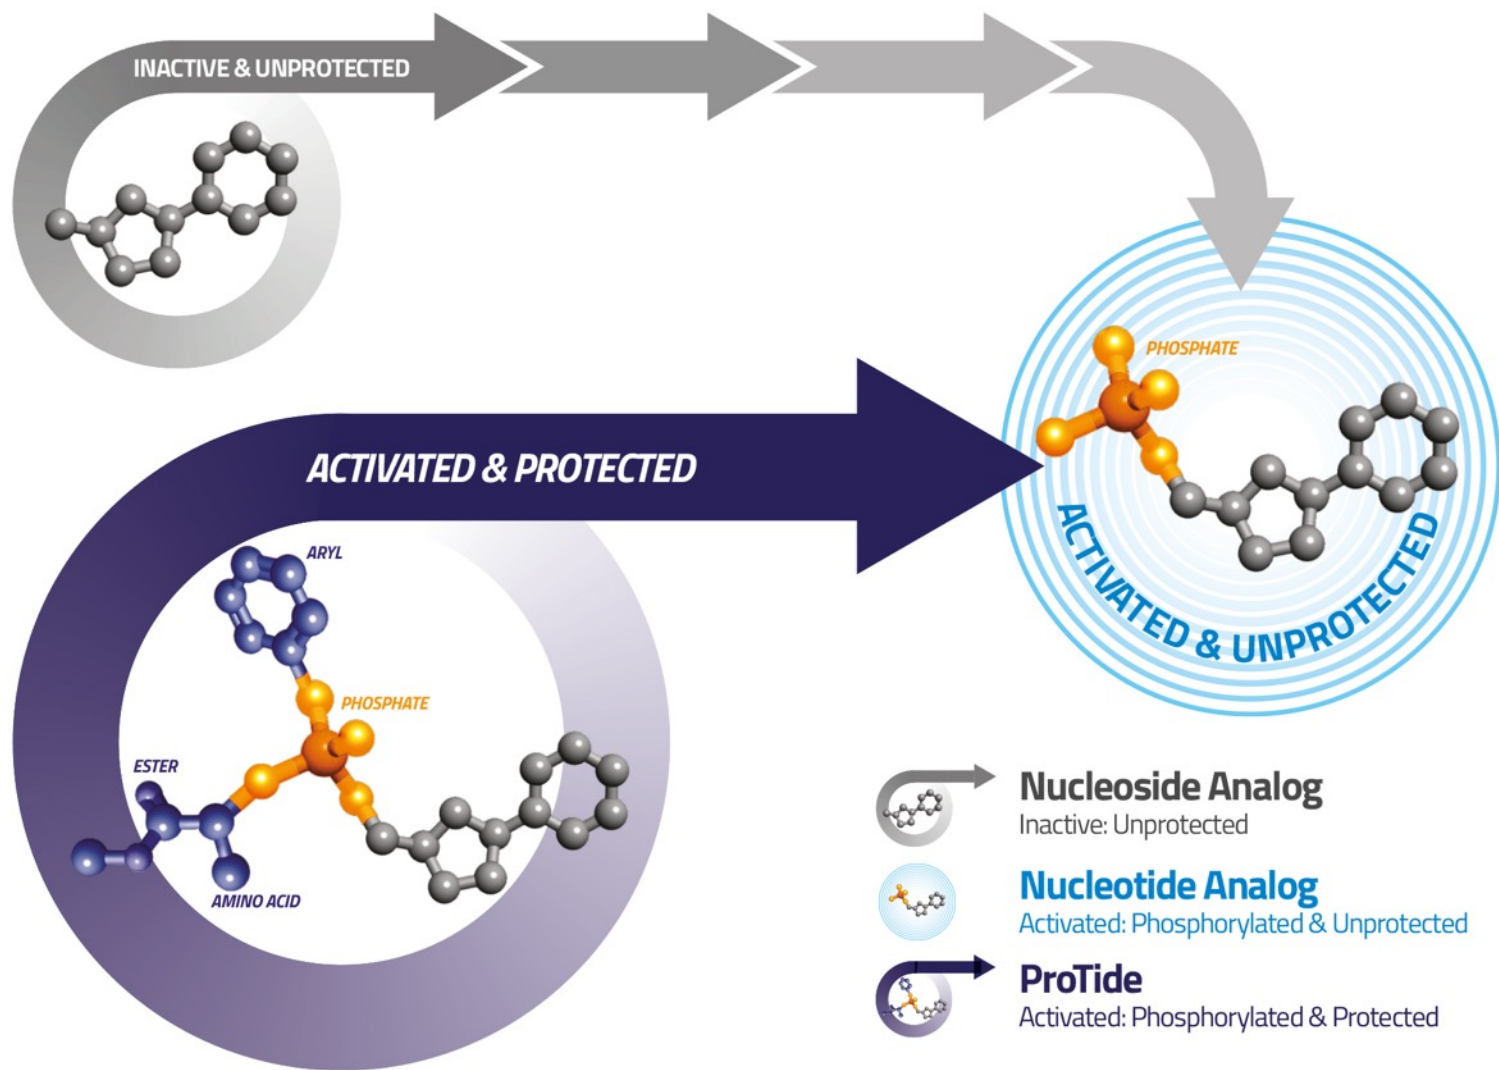 INACTIVE & UNPROTECTED
PHOSPHATE
ACTIVATED & PROTECTED
ACTIVATED & UNPROTECTED
ARYL
PHOSPHATE
ESTER
AMINO ACID
Nucleoside Analog
Inactive: Unprotected
Nucleotide Analog
Activated: Phosphorylated & Unprotected
ProTide
Activated: Phosphorylated & Protected